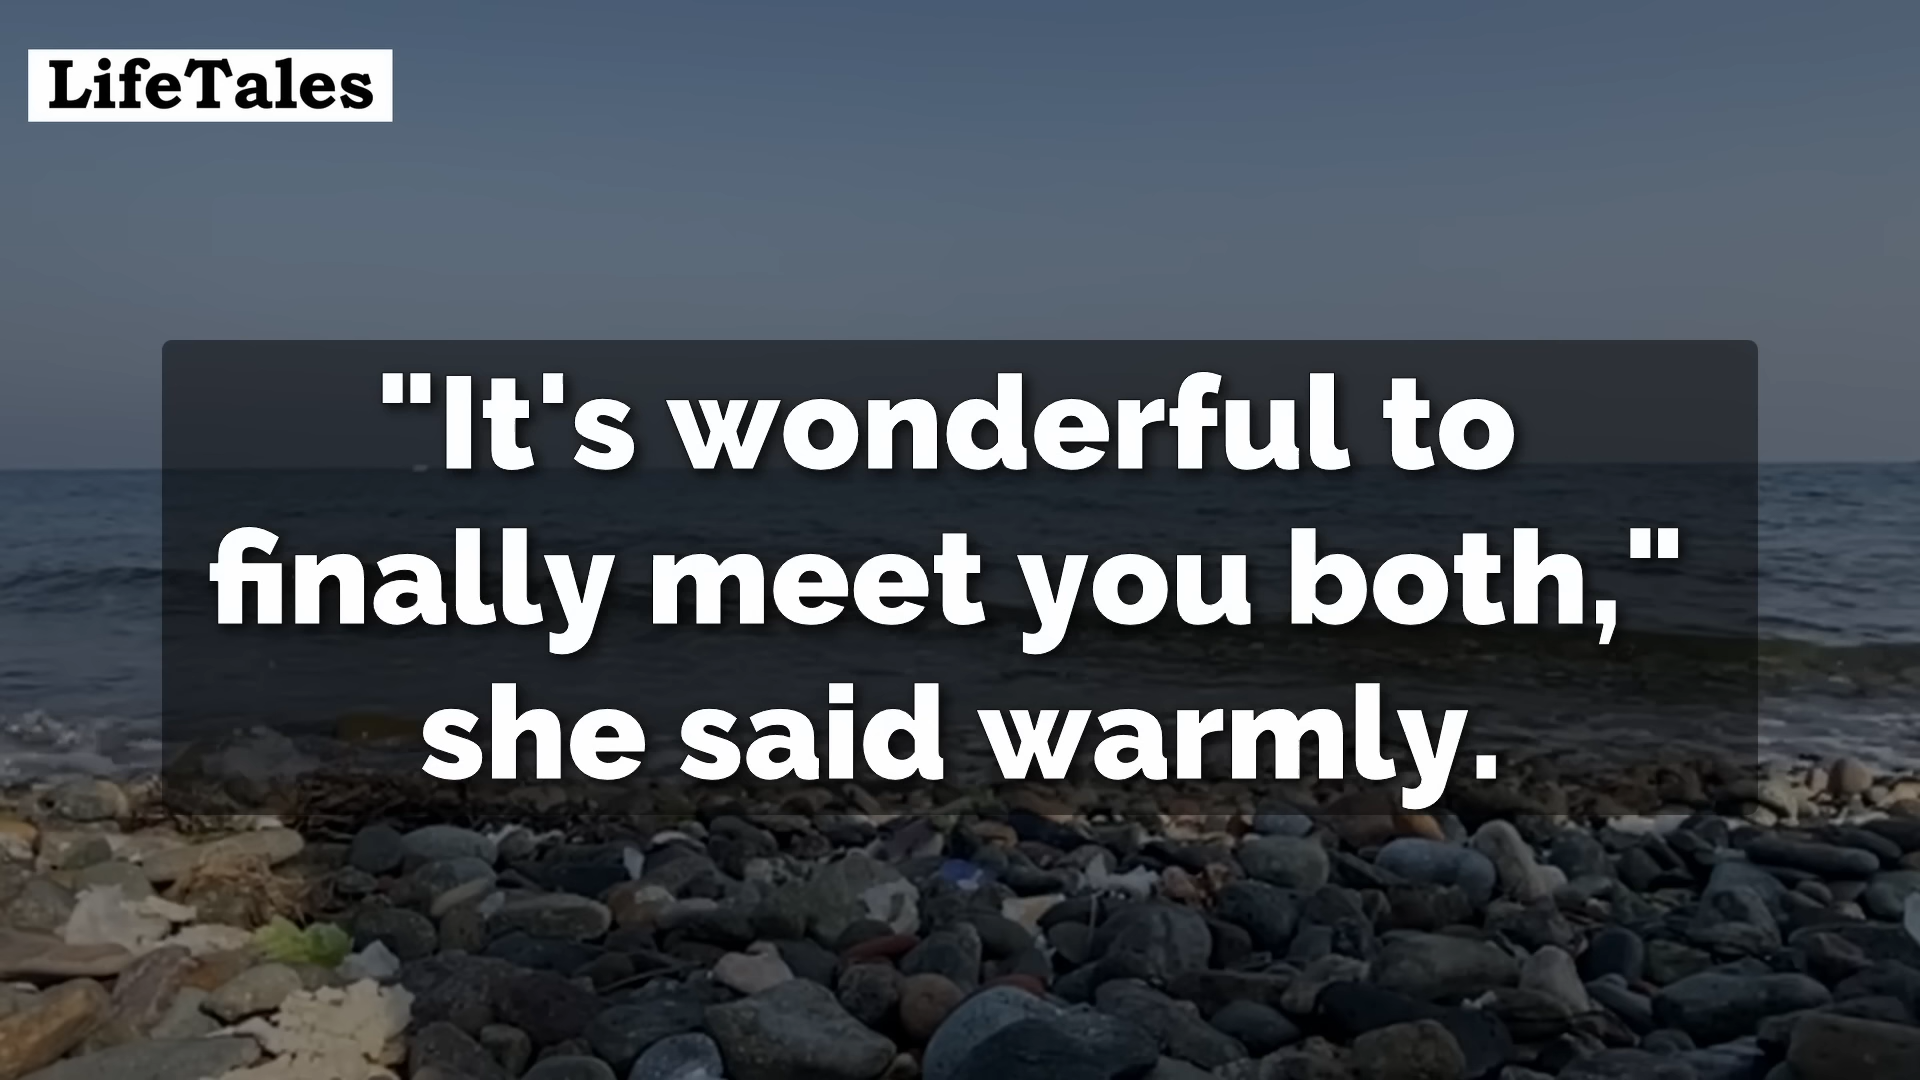 LifeTales
"It's wonderful to
finally meet you both,"
she said warmly.